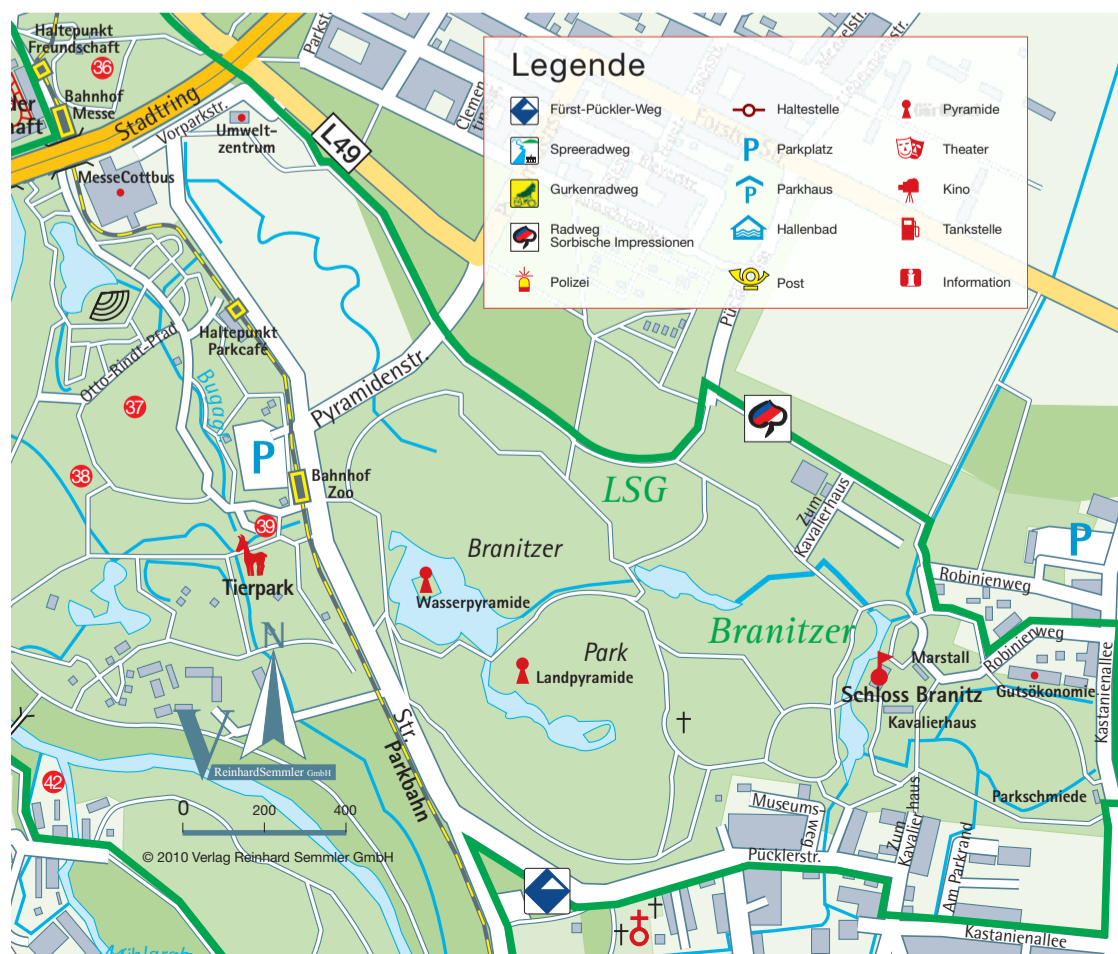 Haltepunkt
Freundschaft
36
Bahnhof
Messe
Stadtring
Vorparkstr.
Umwelt-
zentrum
MesseCottbus
L49
Parkst
Legende
Fürst-Pückler-Weg
Spreeradweg
Gurkenradweg
Radweg
Sorbische Impressionen
Polizei
Haltestelle
P Parkplatz
P Parkhaus
Hallenbad
Post
Pyramide
Theater
Kino
Tankstelle
i Information
Haltepunkt
Parkcafé
Otto-Rindt-Pfad
Pyramidenstr.
37
38
39
P
Bahnhof
Zoo
LSG
Zum
Kavalierhaus
P
Branitzer
Tierpark
Wasserpyramide
Robinienweg
Branitzer
Park
Robinienweg
Marstall
Landpyramide
Schloss Branitz
Gutsökonomie
Kastanienallee
Kavalierhaus
N
V
ReinhardSemmler GmbH
Str.
Parkbahn
42
0 200 400
Parkschmiede
Museums-
weg
Zum
Kavalierhaus
Am Parkrand
Pücklerstr.
© 2010 Verlag Reinhard Semmler GmbH
Kastanienallee